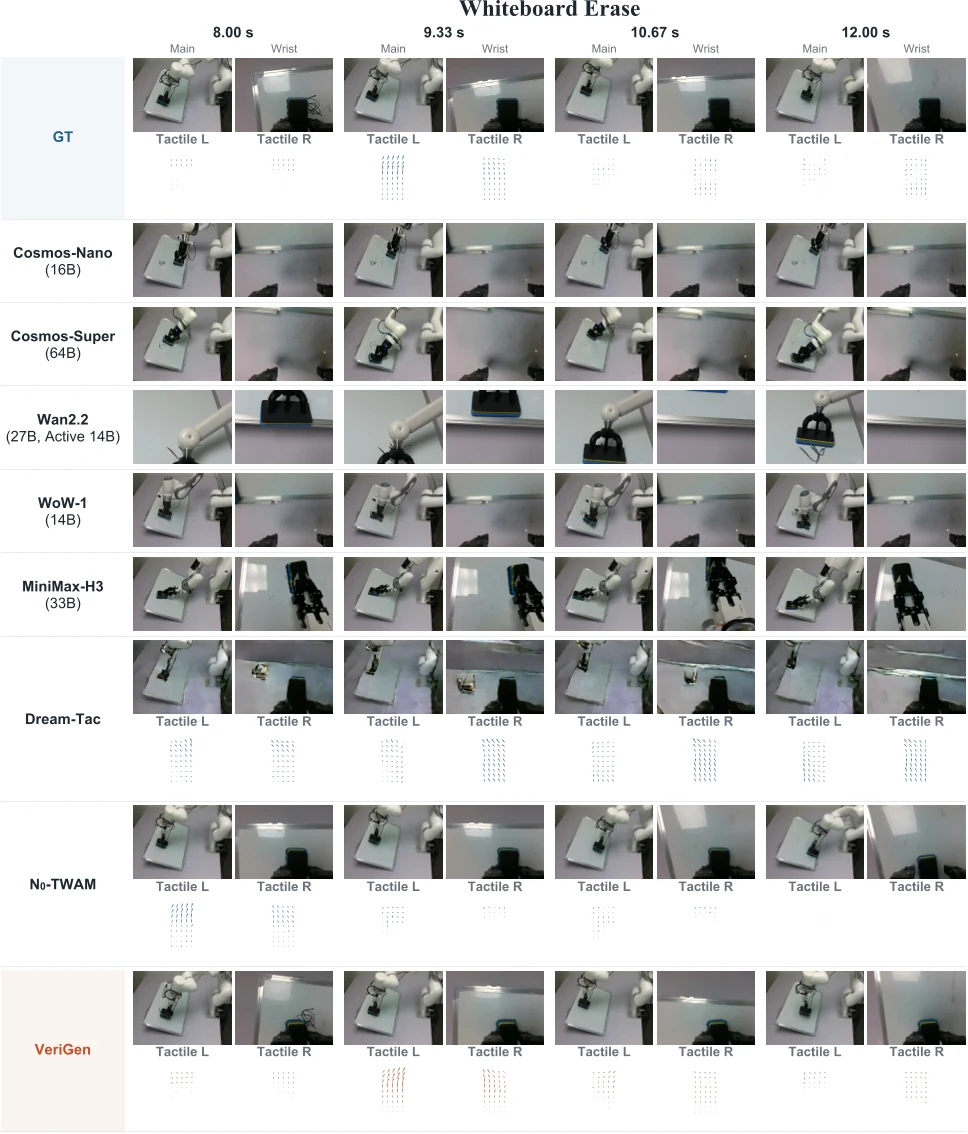 Whiteboard Erase
8.00 s 9.33 s 10.67 s 12.00 s
Main Wrist Main Wrist Main Wrist Main Wrist
GT
Tactile L Tactile R Tactile L Tactile R Tactile L Tactile R Tactile L Tactile R
Cosmos-Nano
(16B)
Cosmos-Super
(64B)
Wan2.2
(27B, Active 14B)
WoW-1
(14B)
MiniMax-H3
(33B)
Dream-Tac
Tactile L Tactile R Tactile L Tactile R Tactile L Tactile R Tactile L Tactile R
N₀-TWAM
Tactile L Tactile R Tactile L Tactile R Tactile L Tactile R Tactile L Tactile R
VeriGen
Tactile L Tactile R Tactile L Tactile R Tactile L Tactile R Tactile L Tactile R